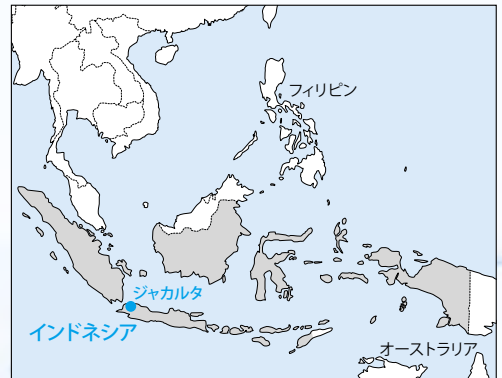 フィリピン
ジャカルタ
インドネシア
オーストラリア